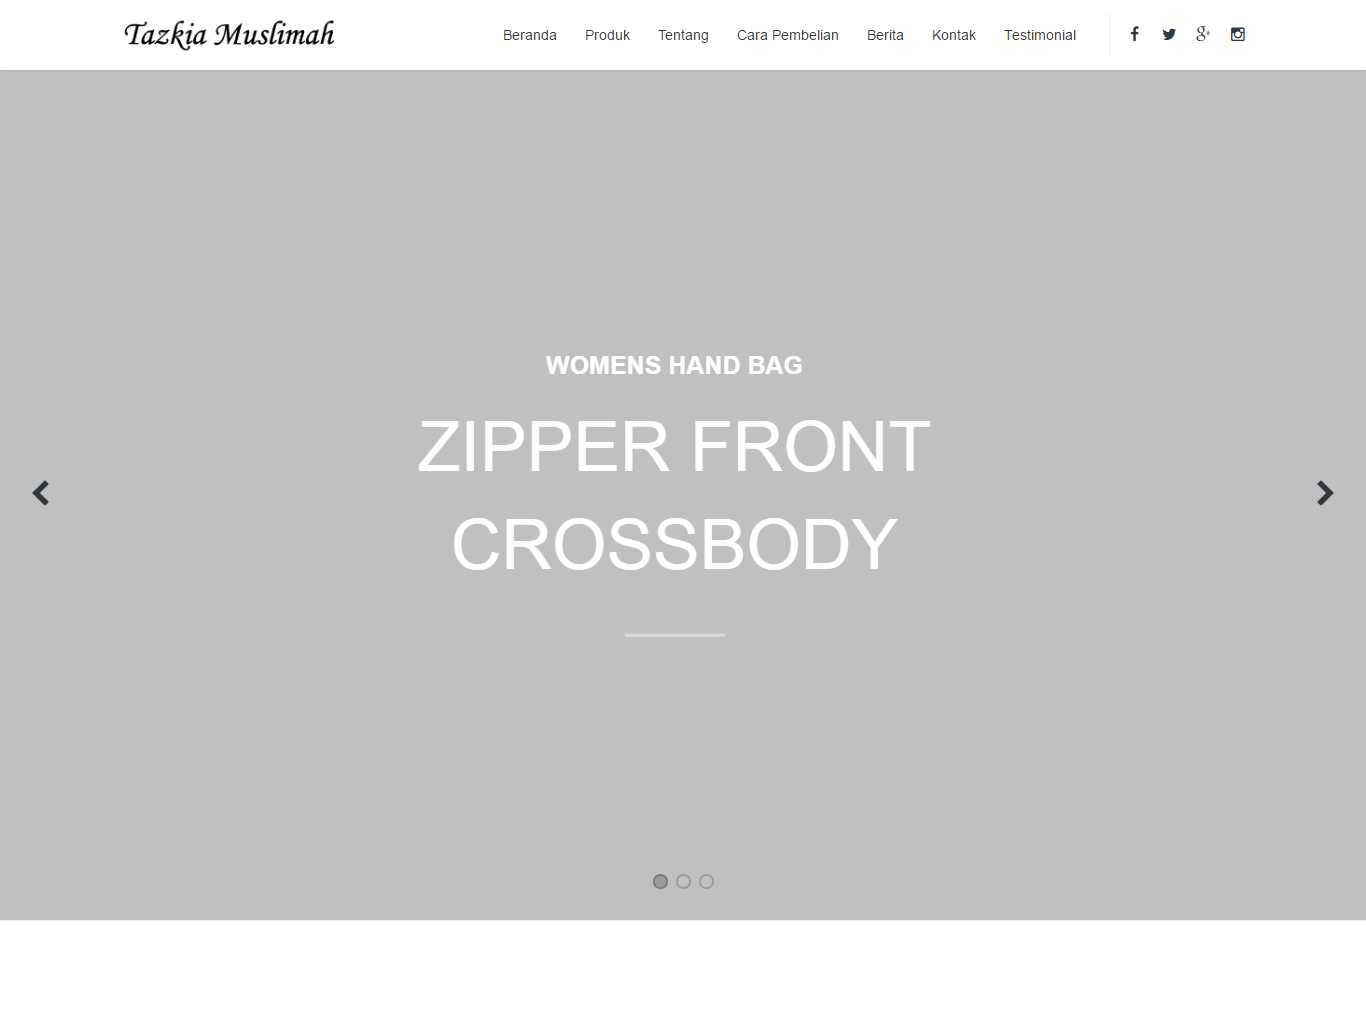 Tazkia Muslimah
Beranda Produk Tentang Cara Pembelian Berita Kontak Testimonial
WOMENS HAND BAG
ZIPPER FRONT
CROSSBODY